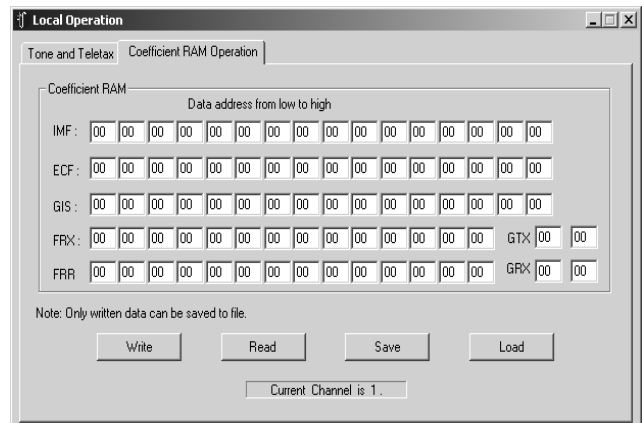 Local Operation
Tone and Teletax Coefficient RAM Operation
Coefficient RAM
Data address from low to high
IMF : 00 00 00 00 00 00 00 00 00 00 00 00 00 00 00 00
ECF : 00 00 00 00 00 00 00 00 00 00 00 00 00 00 00 00
GIS : 00 00 00 00 00 00 00 00 00 00 00 00 00 00 00 00
FRX : 00 00 00 00 00 00 00 00 00 00 00 00 00 00 GTX 00 00
FRR 00 00 00 00 00 00 00 00 00 00 00 00 00 00 GRX 00 00
Note: Only written data can be saved to file.
Write Read Save Load
Current Channel is 1 .